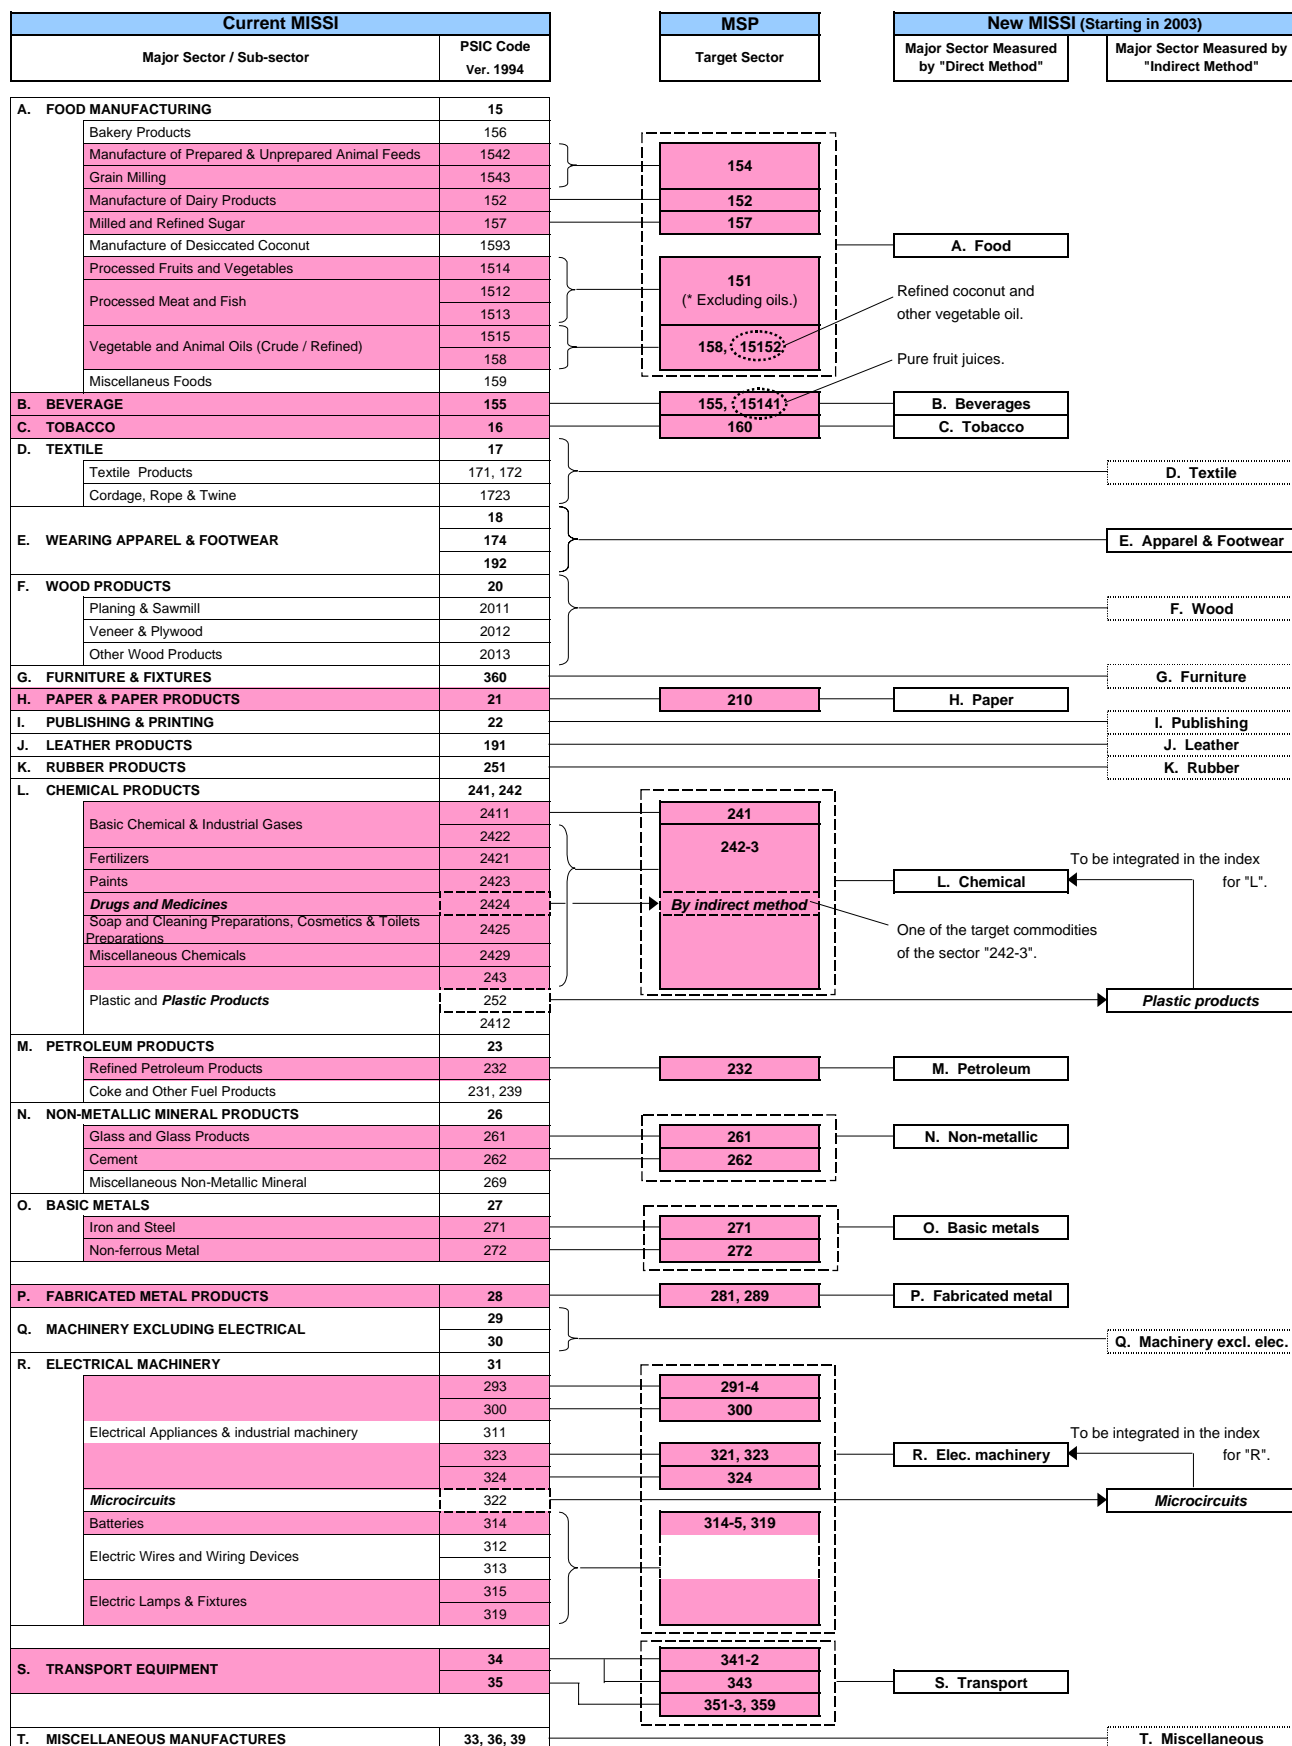 Current MISSI MSP New MISSI (Starting in 2003)
Major Sector / Sub-sector PSIC Code Ver. 1994 Target Sector Major Sector Measured by "Direct Method" Major Sector Measured by "Indirect Method"
A. FOOD MANUFACTURING 15
Bakery Products 156
Manufacture of Prepared & Unprepared Animal Feeds 1542
154
Grain Milling 1543
Manufacture of Dairy Products 152 152
Milled and Refined Sugar 157 157
Manufacture of Desiccated Coconut 1593 A. Food
Processed Fruits and Vegetables 1514
151
(* Excluding oils.)
Processed Meat and Fish 1512
1513
Refined coconut and
other vegetable oil.
Vegetable and Animal Oils (Crude / Refined) 1515
158
158, 15152,
Pure fruit juices.
Miscellaneus Foods 159
B. BEVERAGE 155 155, 15141 B. Beverages
C. TOBACCO 16 160 C. Tobacco
D. TEXTILE 17
Textile Products 171, 172 D. Textile
Cordage, Rope & Twine 1723
18
E. WEARING APPAREL & FOOTWEAR 174 E. Apparel & Footwear
192
F. WOOD PRODUCTS 20
Planing & Sawmill 2011 F. Wood
Veneer & Plywood 2012
Other Wood Products 2013
G. FURNITURE & FIXTURES 360 G. Furniture
H. PAPER & PAPER PRODUCTS 21 210 H. Paper
I. PUBLISHING & PRINTING 22 I. Publishing
J. LEATHER PRODUCTS 191 J. Leather
K. RUBBER PRODUCTS 251 K. Rubber
L. CHEMICAL PRODUCTS 241, 242
Basic Chemical & Industrial Gases 2411 241
2422
242-3
Fertilizers 2421 To be integrated in the index
Paints 2423 L. Chemical for "L".
Drugs and Medicines 2424 By indirect method
Soap and Cleaning Preparations, Cosmetics & Toilets
Preparations 2425
One of the target commodities
of the sector "242-3".
Miscellaneous Chemicals 2429
243
Plastic and Plastic Products 252 Plastic products
2412
M. PETROLEUM PRODUCTS 23
Refined Petroleum Products 232 232 M. Petroleum
Coke and Other Fuel Products 231, 239
N. NON-METALLIC MINERAL PRODUCTS 26
Glass and Glass Products 261 261 N. Non-metallic
Cement 262 262
Miscellaneous Non-Metallic Mineral 269
O. BASIC METALS 27
Iron and Steel 271 271 O. Basic metals
Non-ferrous Metal 272 272
P. FABRICATED METAL PRODUCTS 28 281, 289 P. Fabricated metal
Q. MACHINERY EXCLUDING ELECTRICAL 29
30 Q. Machinery excl. elec.
R. ELECTRICAL MACHINERY 31
293 291-4
300 300
Electrical Appliances & industrial machinery 311 To be integrated in the index
323 321, 323 R. Elec. machinery for "R".
324 324
Microcircuits 322 Microcircuits
Batteries 314 314-5, 319
Electric Wires and Wiring Devices 312
313
Electric Lamps & Fixtures 315
319
S. TRANSPORT EQUIPMENT 34 341-2
35 343 S. Transport
351-3, 359
T. MISCELLANEOUS MANUFACTURES 33, 36, 39 T. Miscellaneous